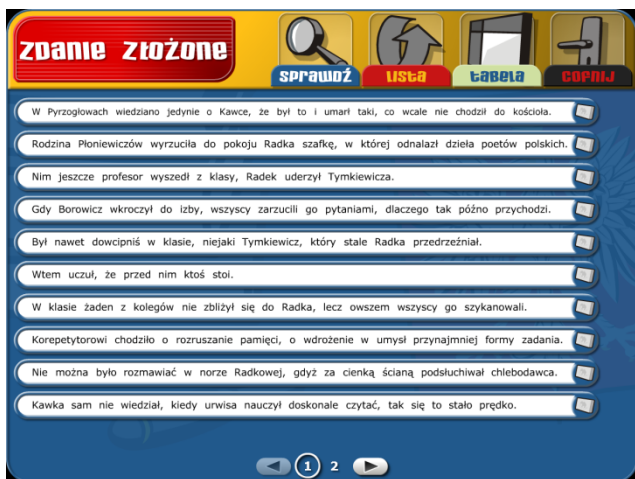 zdanie złożone
sprawdź
lista
tabela
cofnij
W Pyrzogłowach wiedziano jedynie o Kawce, że był to i umarł taki, co wcale nie chodził do kościoła.
Rodzina Płoniewiczów wyrzuciła do pokoju Radka szafkę, w której odnalazł dzieła poetów polskich.
Nim jeszcze profesor wyszedł z klasy, Radek uderzył Tymkiewicza.
Gdy Borowicz wkroczył do izby, wszyscy zarzucili go pytaniami, dlaczego tak późno przychodzi.
Był nawet dowcipniś w klasie, niejaki Tymkiewicz, który stale Radka przedrzeźniał.
Wtem uczuł, że przed nim ktoś stoi.
W klasie żaden z kolegów nie zbliżył się do Radka, lecz owszem wszyscy go szykanowali.
Korepetytorowi chodziło o rozruszanie pamięci, o wdrożenie w umysł przynajmniej formy zadania.
Nie można było rozmawiać w norze Radkowej, gdyż za cienką ścianą podsłuchiwał chlebodawca.
Kawka sam nie wiedział, kiedy urwisa nauczył doskonale czytać, tak się to stało prędko.
1 2